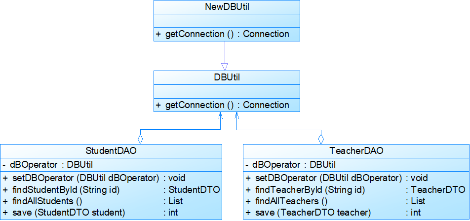 NewDBUtil
+ getConnection () : Connection
DBUtil
+ getConnection () : Connection
StudentDAO
- dBOperator : DBUtil
+ setDBOperator (DBUtil dBOperator) : void
+ findStudentById (String id) : StudentDTO
+ findAllStudents () : List
+ save (StudentDTO student) : int
TeacherDAO
- dBOperator : DBUtil
+ setDBOperator (DBUtil dBOperator) : void
+ findTeacherById (String id) : TeacherDTO
+ findAllTeachers () : List
+ save (TeacherDTO teacher) : int